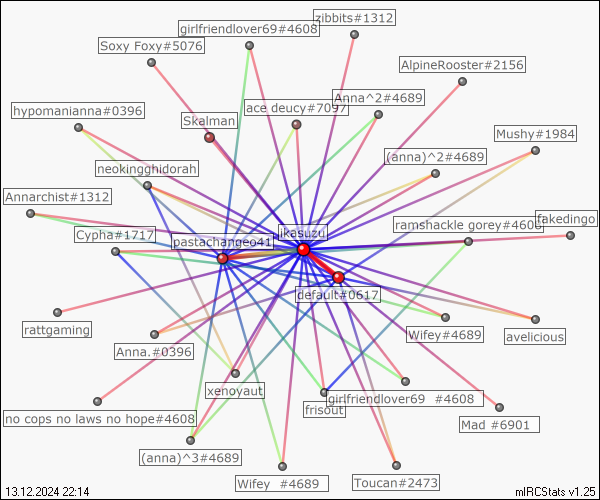 zibbits#1312
girlfriendlover69#4608
Soxy Foxy#5076
AlpineRooster#2156
Anna^2#4689
ace deucy#7097
hypomanianna#0396
Skalman
Mushy#1984
(anna)^2#4689
neokingghidorah
Annarchist#1312
fakedingo
ramshackle gorey#4608
ikasuzu
Cypha#1717
pastachangeo41
default#0617
rattgaming
Wifey#4689
avelicious
Anna.#0396
xenoyaut
girlfriendlover69 #4608
frisout
no cops no laws no hope#4608
Mad #6901
(anna)^3#4689
Toucan#2473
Wifey #4689
13.12.2024 22:14
mIRCStats v1.25